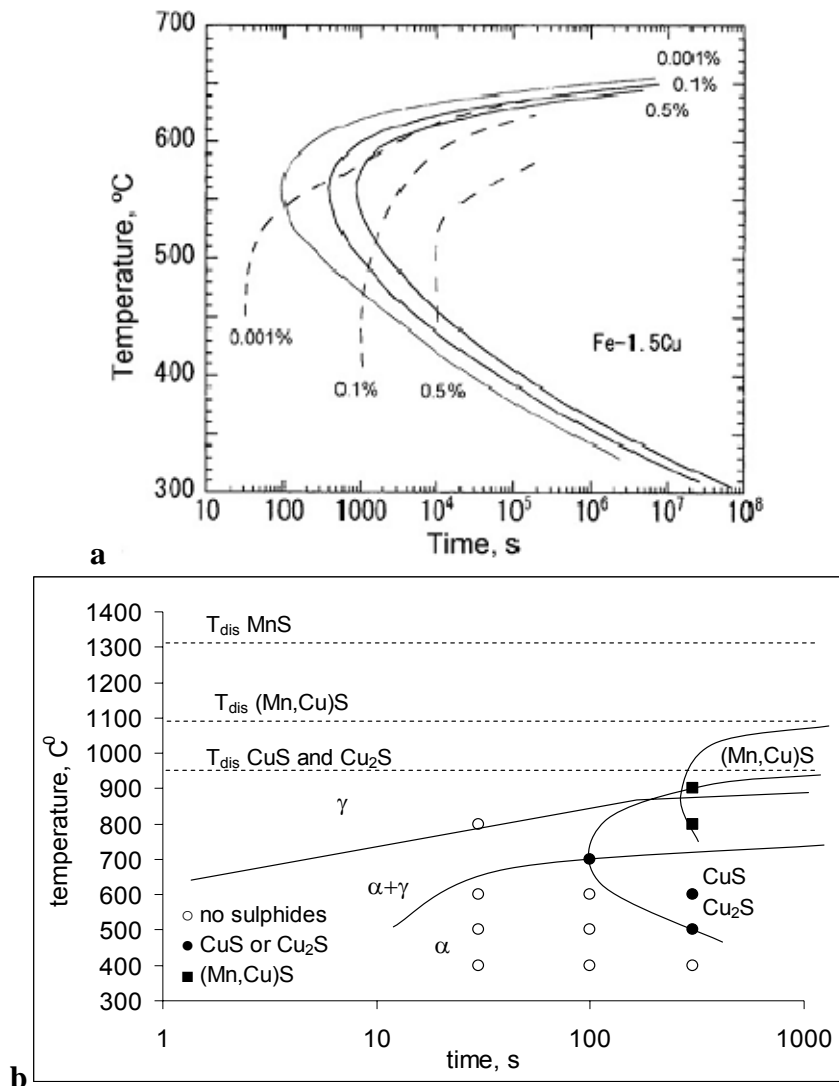 700
0.001%
0.1%
0.5%
600
Temperature, ºC
500
0.001%
0.1%
0.5%
Fe-1.5Cu
400
300
10
100
1000
10⁴
10⁵
10⁶
10⁷
10⁸
Time, s
a
1400
T_dis MnS
1300
1200
T_dis (Mn,Cu)S
1100
1000
T_dis CuS and Cu₂S
(Mn,Cu)S
900
γ
800
temperature, C⁰
700
600
α+γ
CuS
Cu₂S
no sulphides
500
CuS or Cu₂S
α
400
(Mn,Cu)S
300
1
10
100
1000
time, s
b